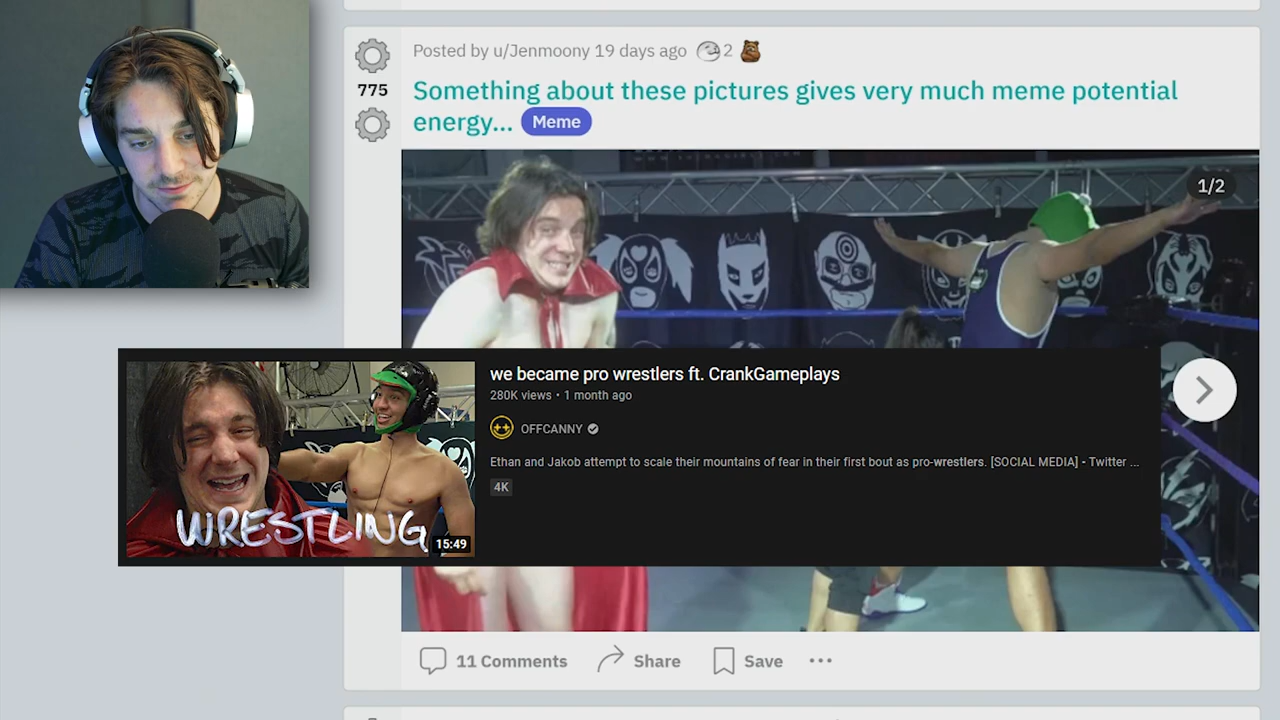 Posted by u/Jenmoony 19 days ago 2
775
Something about these pictures gives very much meme potential
energy... Meme
1/2
we became pro wrestlers ft. CrankGameplays
280K views • 1 month ago
OFFCANNY
Ethan and Jakob attempt to scale their mountains of fear in their first bout as pro-wrestlers. [SOCIAL MEDIA] - Twitter ...
4K
WRESTLING
15:49
11 Comments Share Save